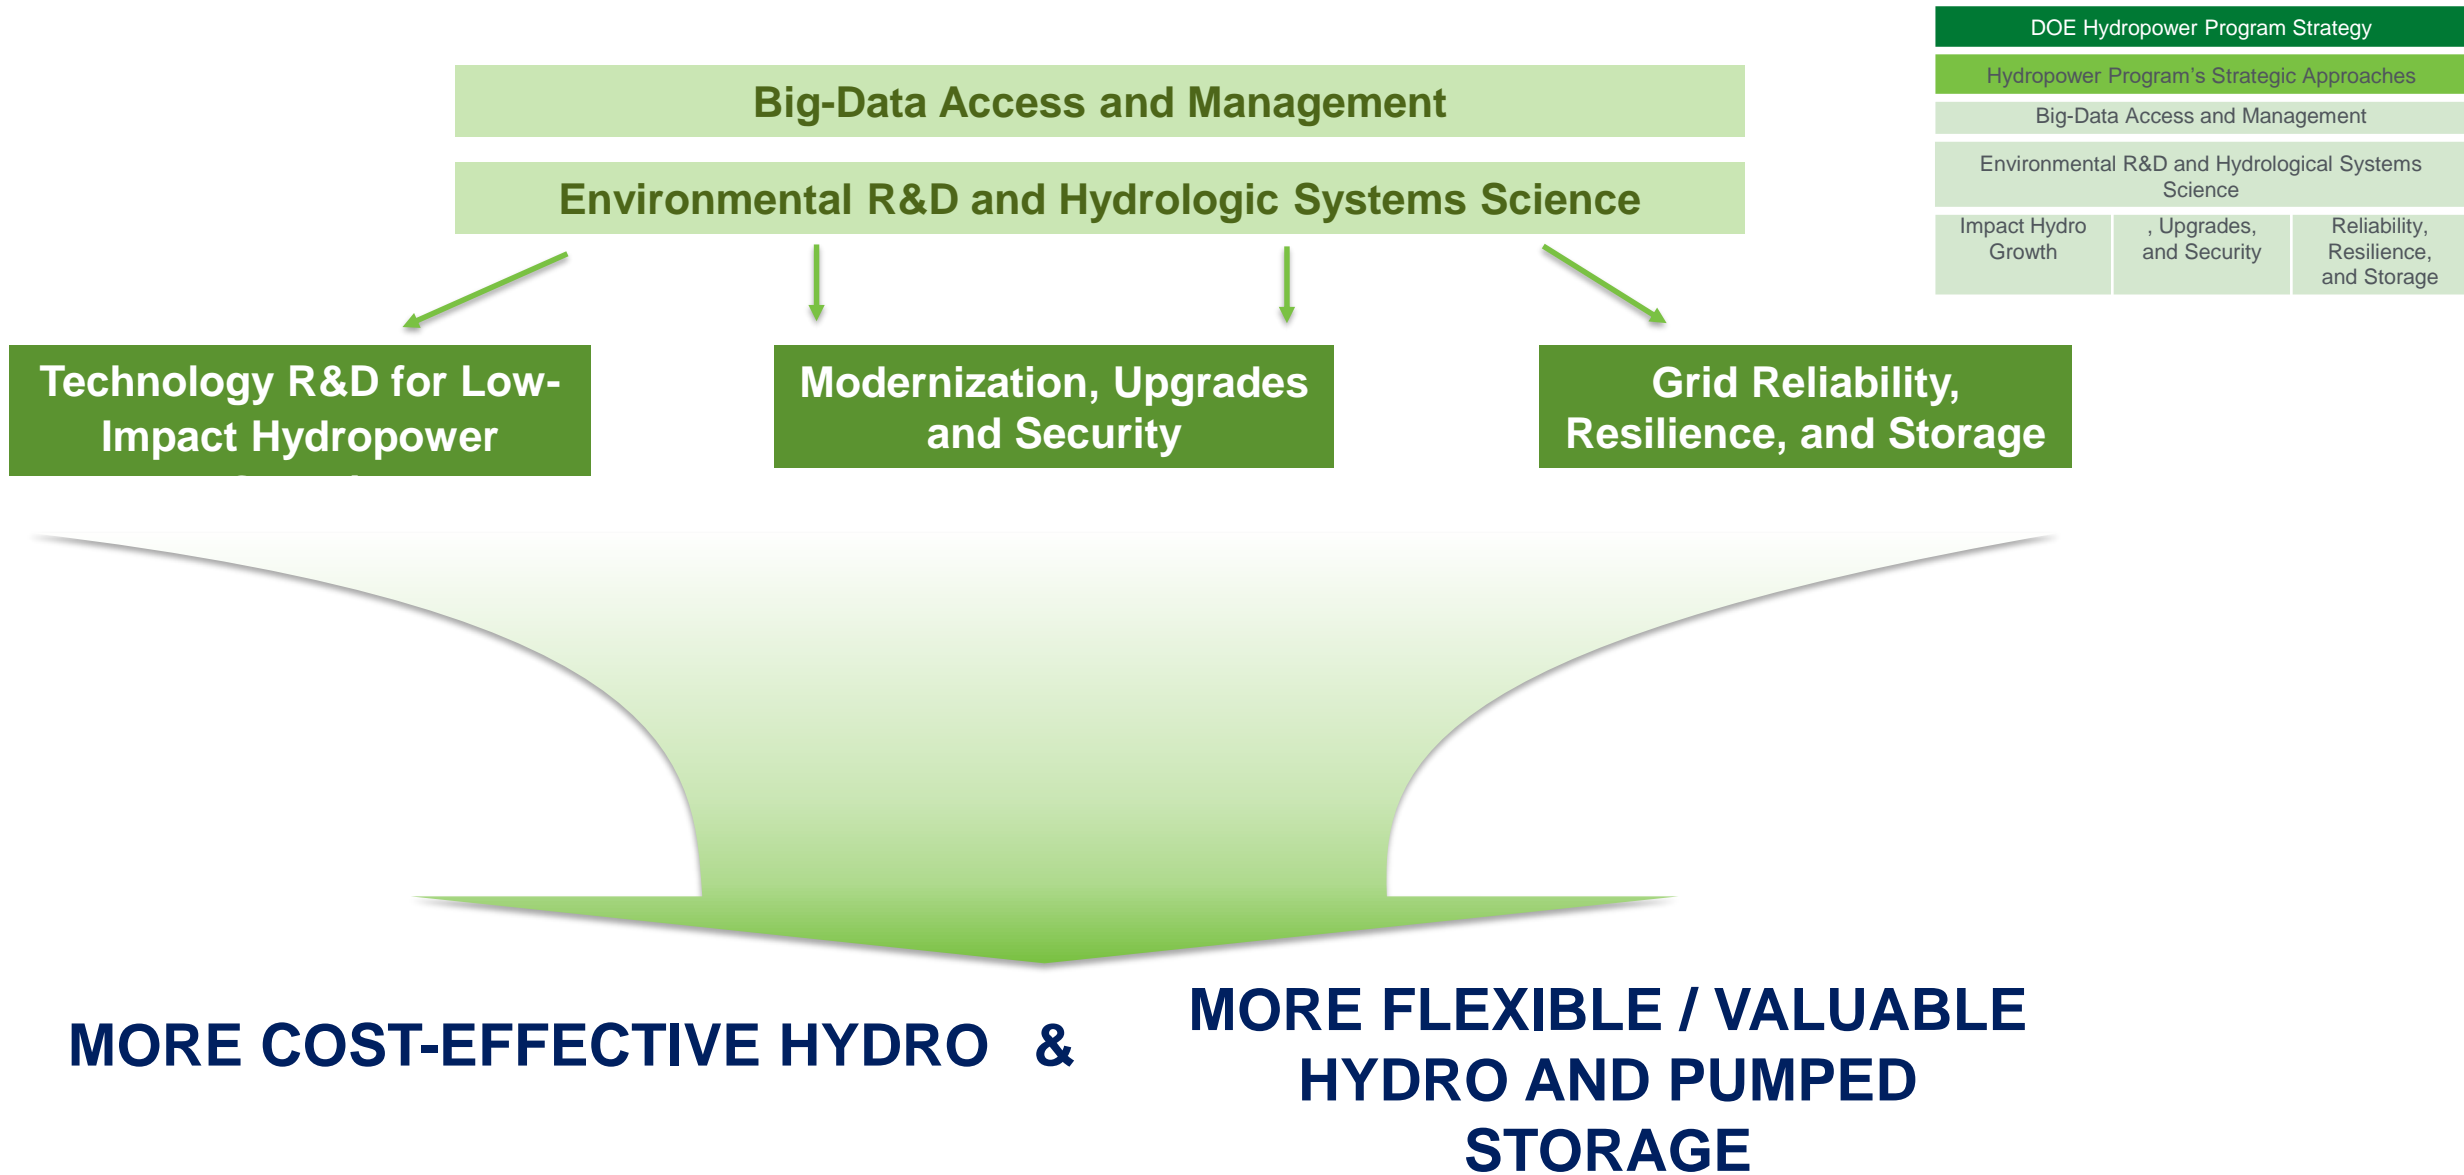 Big-Data Access and Management
Environmental R&D and Hydrologic Systems Science
Technology R&D for Low-
Impact Hydropower
Modernization, Upgrades
and Security
Grid Reliability,
Resilience, and Storage
MORE COST-EFFECTIVE HYDRO &
MORE FLEXIBLE / VALUABLE
HYDRO AND PUMPED
STORAGE
DOE Hydropower Program Strategy
Hydropower Program's Strategic Approaches
Big-Data Access and Management
Environmental R&D and Hydrological Systems
Science
Impact Hydro
Growth
, Upgrades,
and Security
Reliability,
Resilience,
and Storage